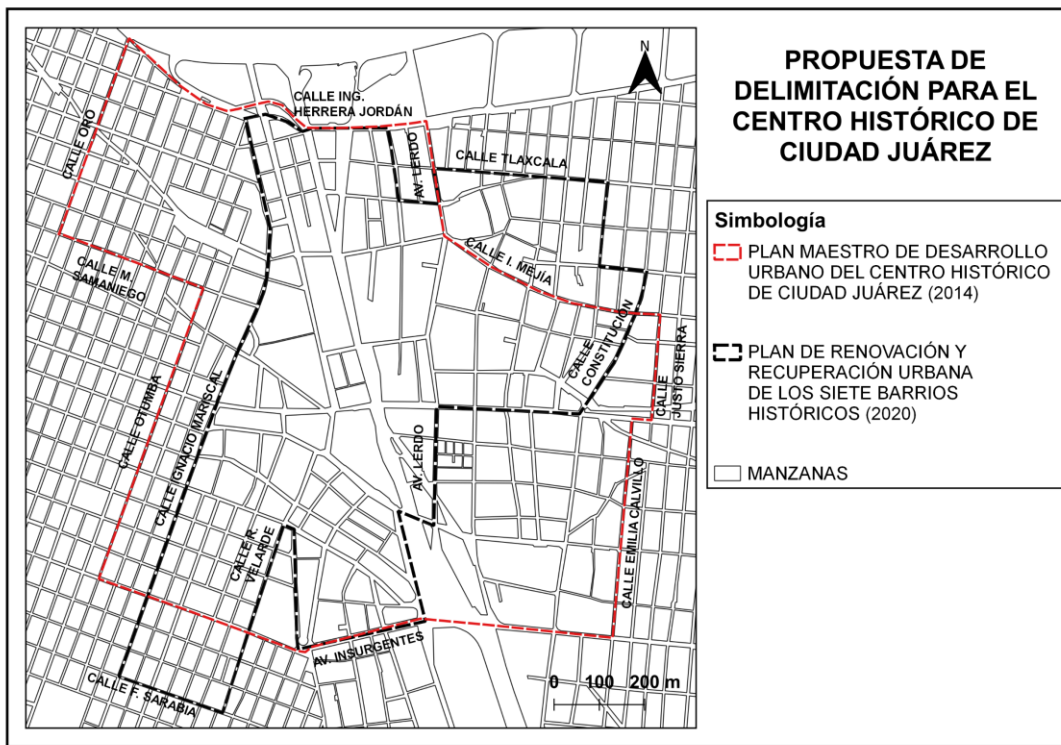 PROPUESTA DE
DELIMITACIÓN PARA EL
CENTRO HISTÓRICO DE
CIUDAD JUÁREZ
Simbología
PLAN MAESTRO DE DESARROLLO
URBANO DEL CENTRO HISTÓRICO
DE CIUDAD JUÁREZ (2014)
PLAN DE RENOVACIÓN Y
RECUPERACIÓN URBANA
DE LOS SIETE BARRIOS
HISTÓRICOS (2020)
MANZANAS
N
CALLE ING.
HERRERA JORDÁN
CALLE ORO
AV. LERDO
CALLE TLAXCALA
CALLE I. MEJÍA
CALLE M.
SAMANIEGO
CALLE
CONSTITUCIÓN
CALLE
JUSTO SIERRA
CALLE OTUMBA
CALLE IGNACIO MARISCAL
AV. LERDO
CALLE R.
VELARDE
CALLE EMILIA CALVILLO
AV. INSURGENTES
CALLE F. SARABIA
0 100 200 m